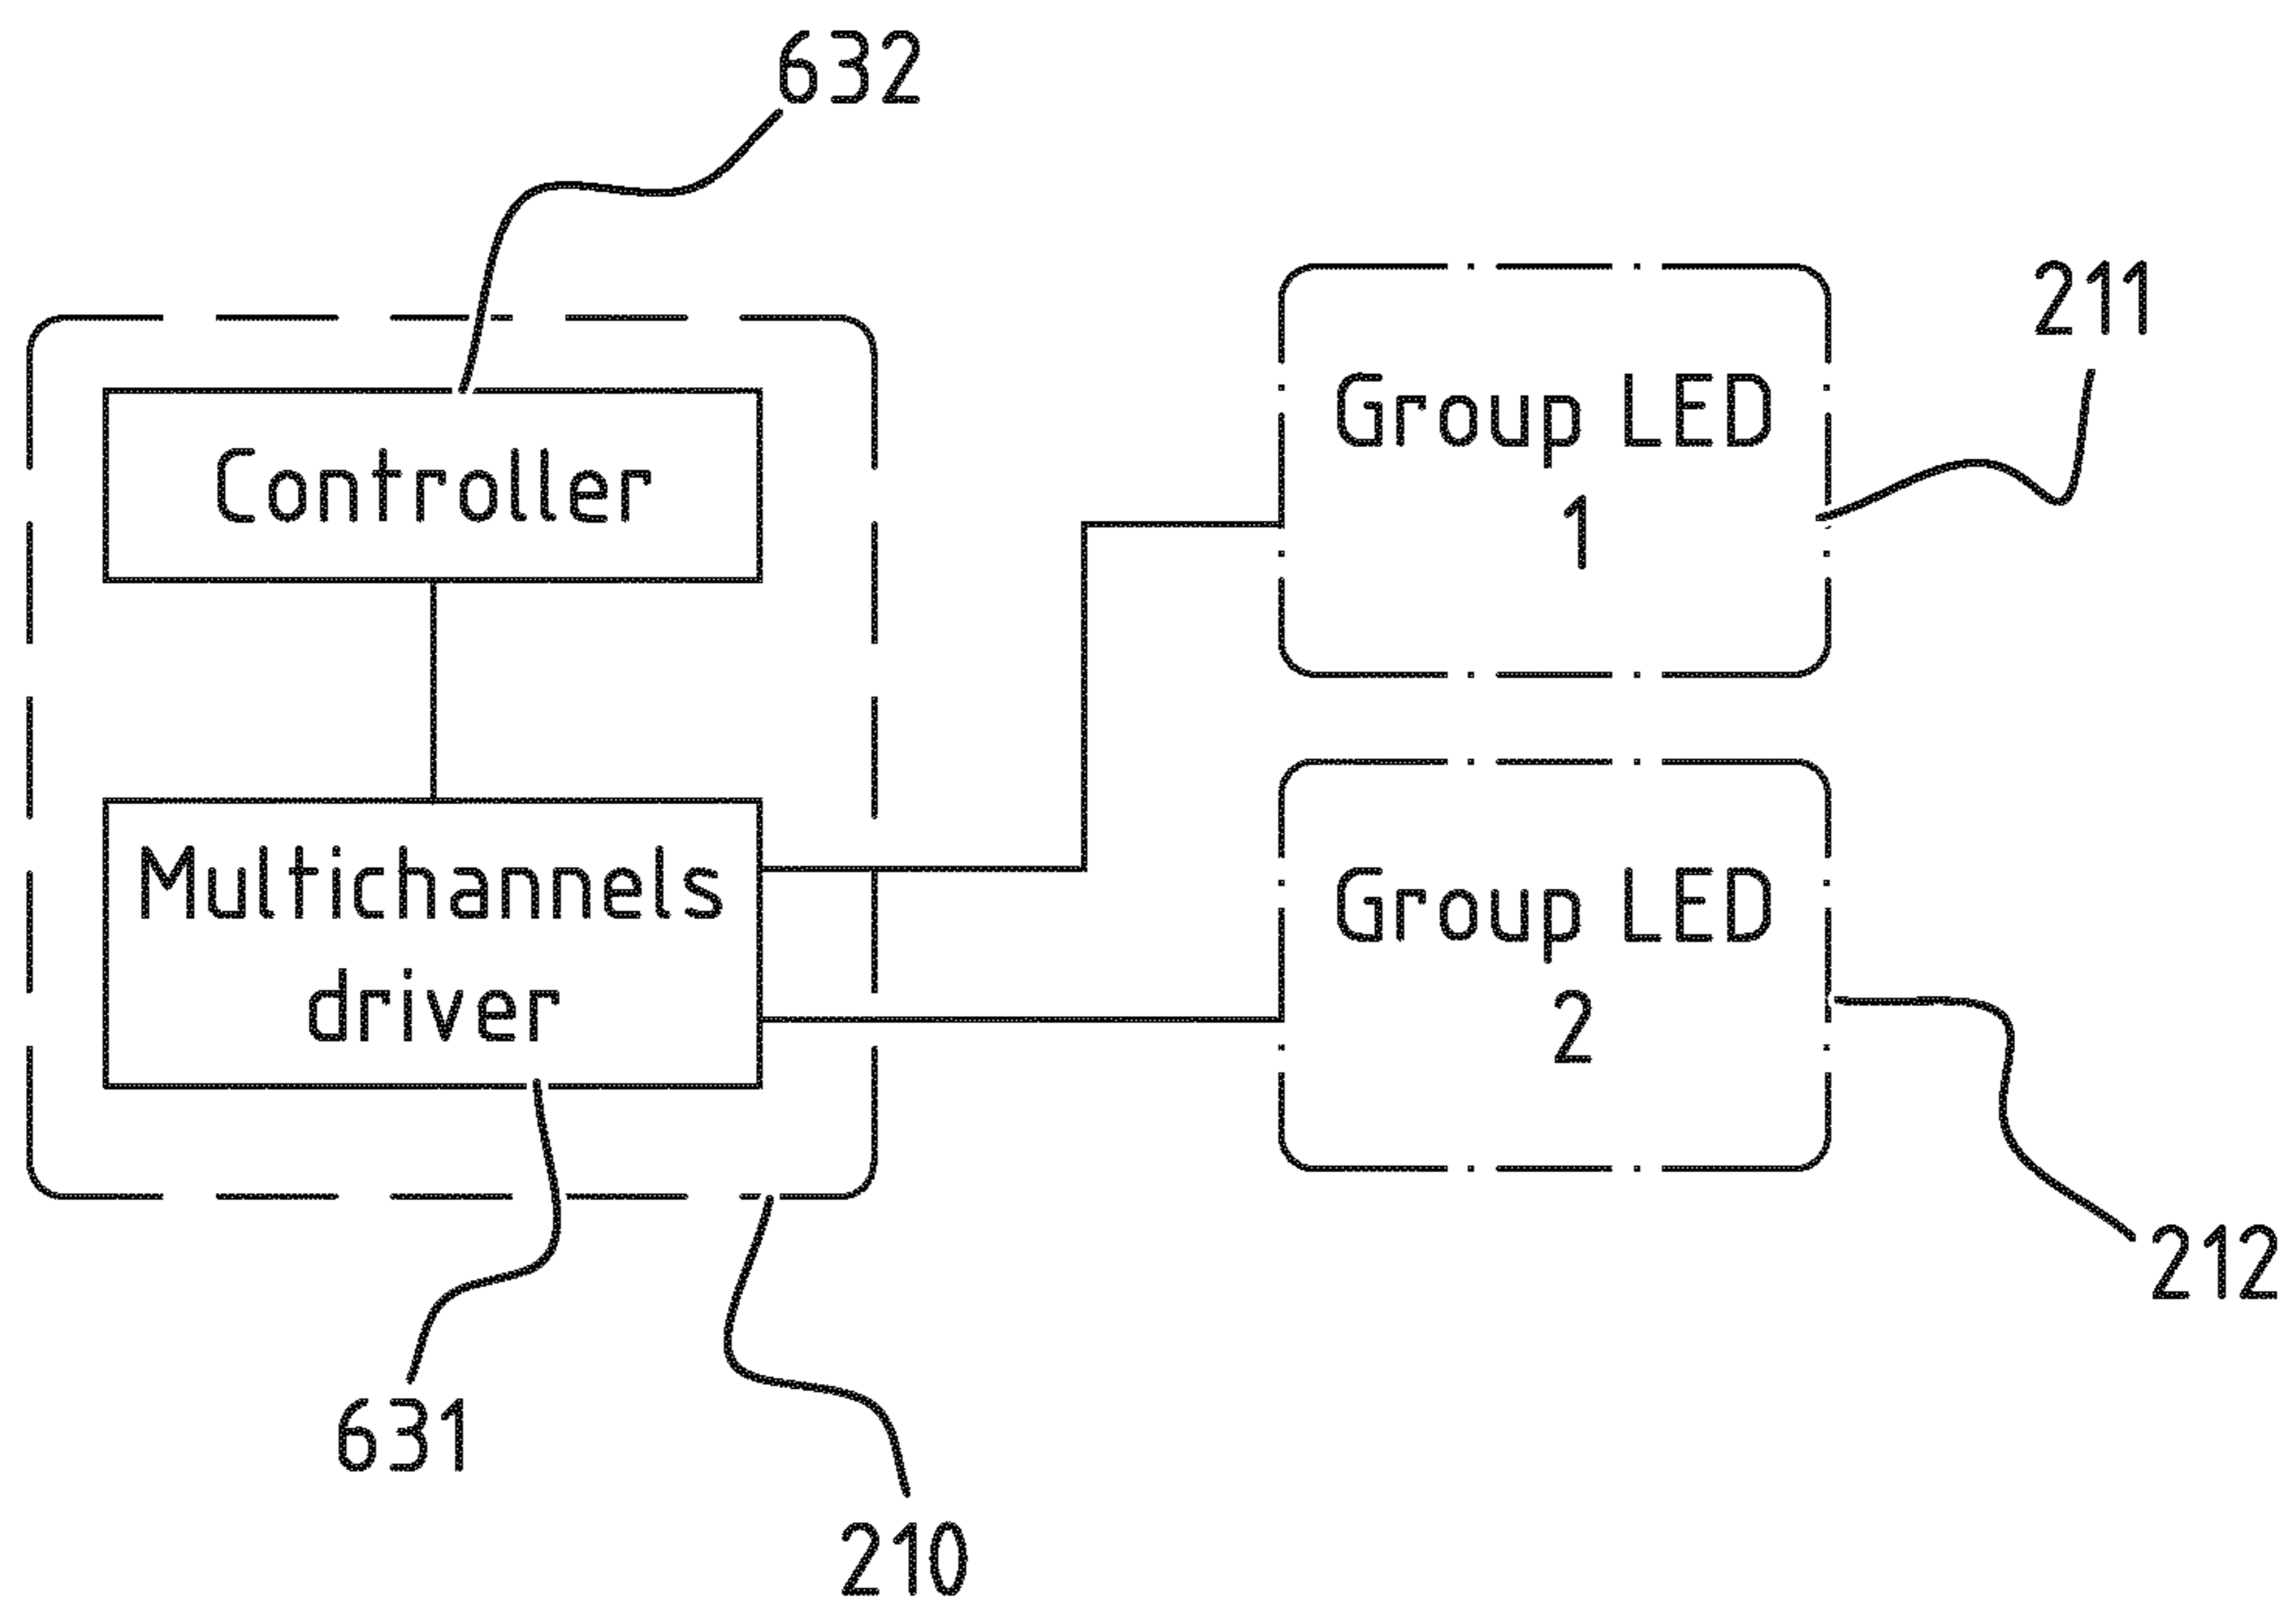 632
211
Group LED
1
Controller
Multichannels
driver
Group LED
2
212
631
210